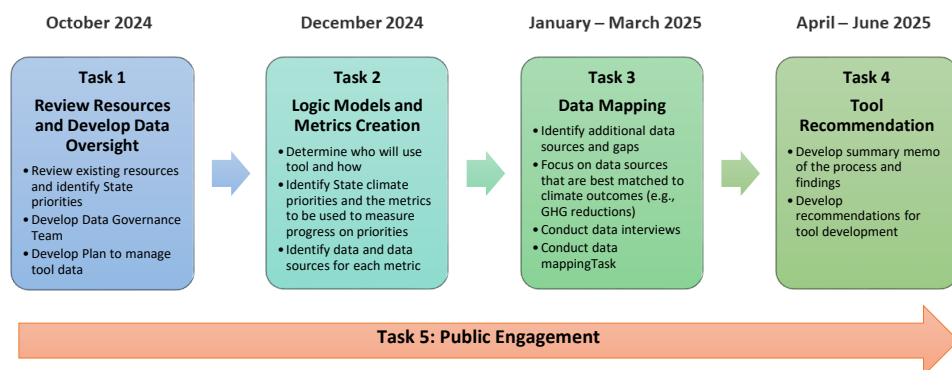 October 2024
December 2024
January – March 2025
April – June 2025
Task 1
Review Resources
and Develop Data
Oversight
• Review existing resources
and identify State
priorities
• Develop Data Governance
Team
• Develop Plan to manage
tool data
Task 2
Logic Models and
Metrics Creation
• Determine who will use
tool and how
• Identify State climate
priorities and the metrics
to be used to measure
progress on priorities
• Identify data and data
sources for each metric
Task 3
Data Mapping
• Identify additional data
sources and gaps
• Focus on data sources
that are best matched to
climate outcomes (e.g.,
GHG reductions)
• Conduct data interviews
• Conduct data
mappingTask
Task 4
Tool
Recommendation
• Develop summary memo
of the process and
findings
• Develop
recommendations for
tool development
Task 5: Public Engagement